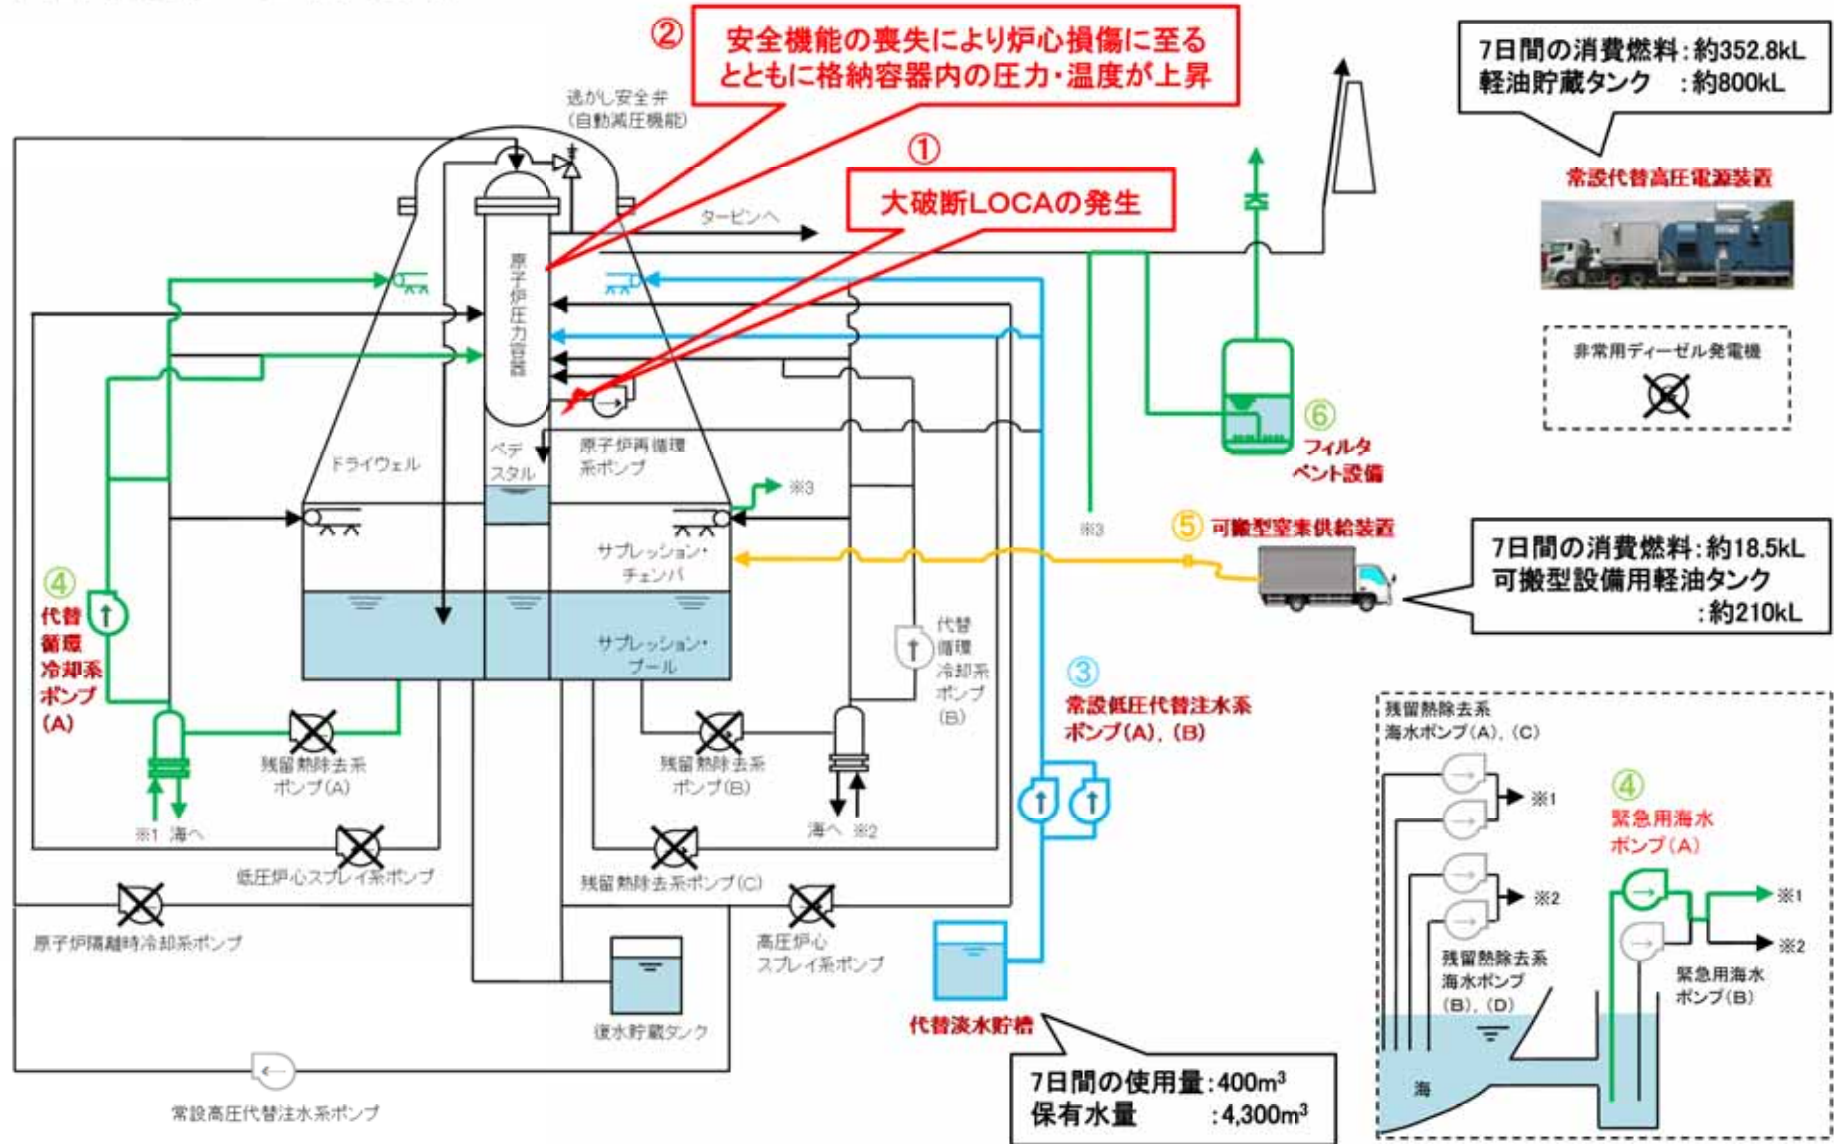 ②
安全機能の喪失により炉心損傷に至る
とともに格納容器内の圧力・温度が上昇
7日間の消費燃料：約352.8kL
軽油貯蔵タンク　：約800kL
逃がし安全弁
（自動減圧機能）
①
大破断LOCAの発生
常設代替高圧電源装置
タービンへ
原子炉圧力容器
非常用ディーゼル発電機
⑥
フィルタ
ベント設備
ドライウェル
ペデ
スタル
原子炉再循環
系ポンプ
※3
※3
⑤ 可搬型窒素供給装置
7日間の消費燃料：約18.5kL
可搬型設備用軽油タンク
：約210kL
サプレッション・
チェンバ
サプレッション・
プール
④
代替
循環
冷却系
ポンプ
(A)
代替
循環
冷却系
ポンプ
(B)
③
常設低圧代替注水系
ポンプ(A)，(B)
残留熱除去系
ポンプ(A)
残留熱除去系
ポンプ(B)
※1 海へ
海へ ※2
低圧炉心スプレイ系ポンプ
残留熱除去系ポンプ(C)
原子炉隔離時冷却系ポンプ
高圧炉心
スプレイ系ポンプ
復水貯蔵タンク
代替淡水貯槽
常設高圧代替注水系ポンプ
7日間の使用量：400m³
保有水量　：4,300m³
残留熱除去系
海水ポンプ(A)，(C)
※1
④
緊急用海水
ポンプ(A)
※2
※1
※2
残留熱除去系
海水ポンプ
(B)，(D)
緊急用海水
ポンプ(B)
海